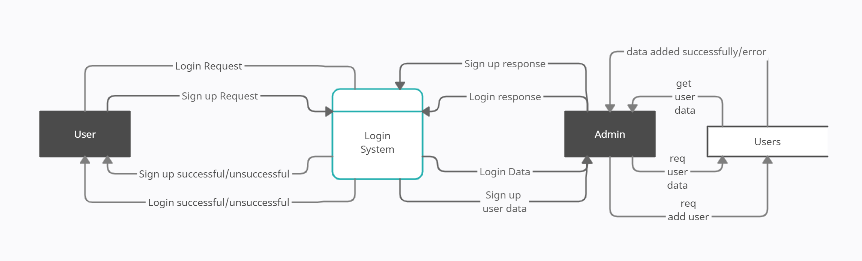 data added successfully/error
Login Request
Sign up response
Sign up Request
Login response
get
user
data
User
Login
System
Admin
Users
Sign up successful/unsuccessful
Login Data
req
user
data
Login successful/unsuccessful
Sign up
user data
req
add user